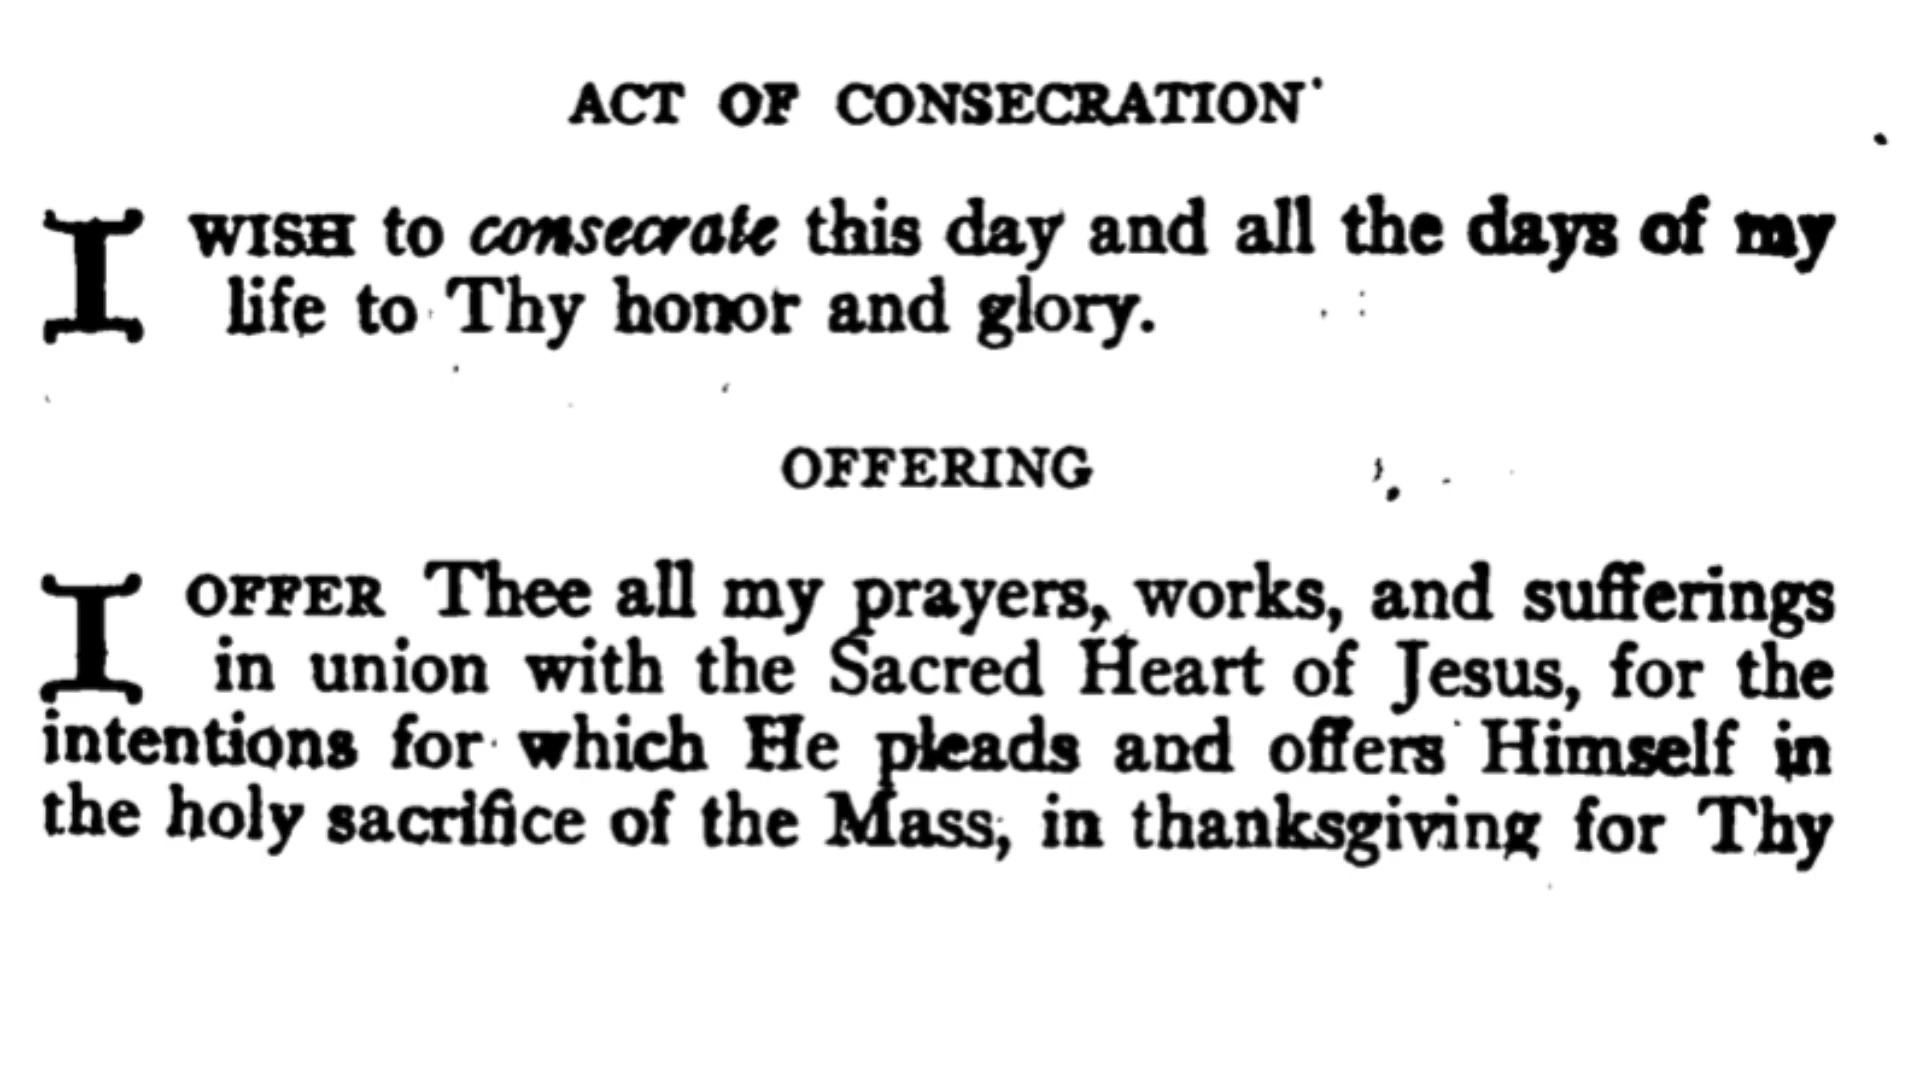 ACT OF CONSECRATION
I WISH to consecrate this day and all the days of my
life to Thy honor and glory.
OFFERING
I OFFER Thee all my prayers, works, and sufferings
in union with the Sacred Heart of Jesus, for the
intentions for which He pleads and offers Himself in
the holy sacrifice of the Mass, in thanksgiving for Thy